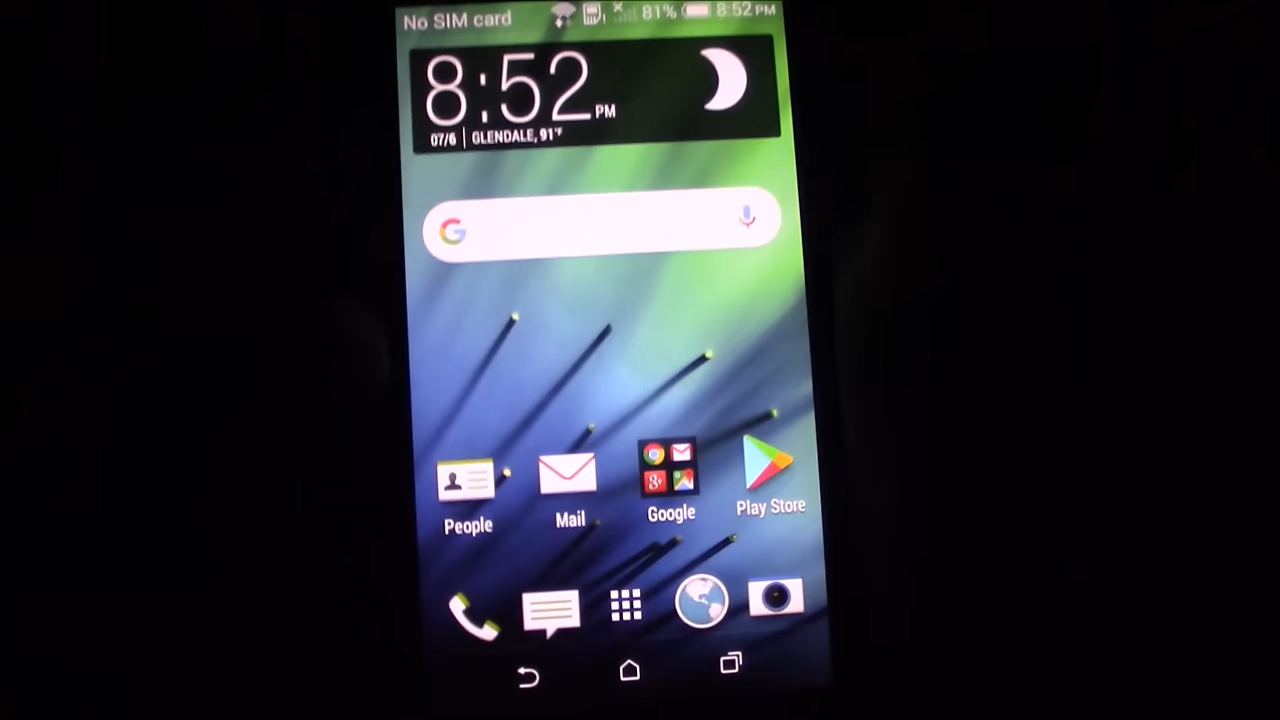 No SIM card 81% 8:52 PM
8:52 PM
07/6 | GLENDALE, 91°F
G
People Mail Google Play Store